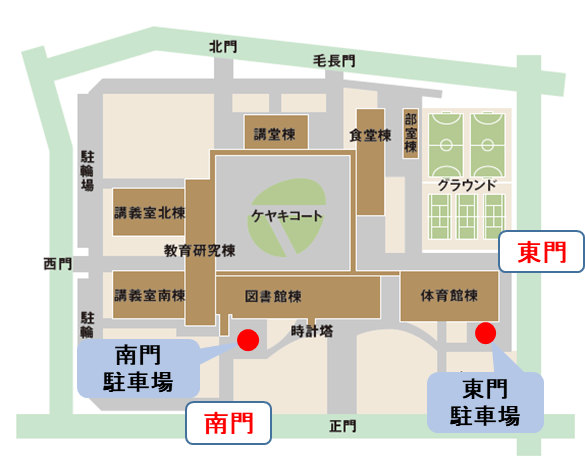 北門
毛長門
講堂棟
食堂棟
部室棟
駐輪場
グラウンド
講義室北棟
ケヤキコート
教育研究棟
東門
西門
講義室南棟
図書館棟
体育館棟
駐輪
時計塔
南門
駐車場
東門
駐車場
南門
正門